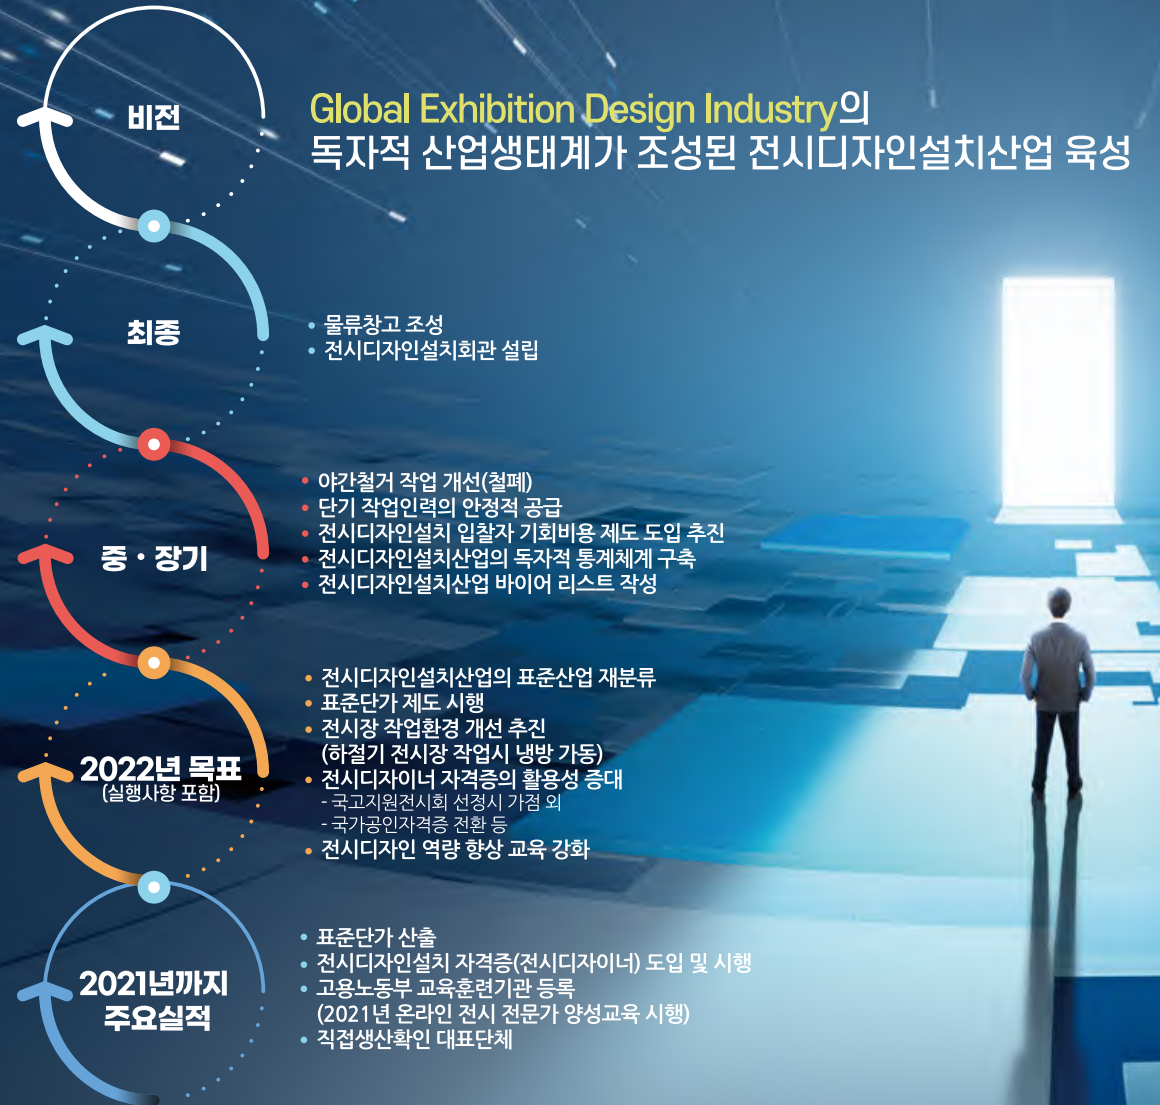 비전
Global Exhibition Design Industry의
독자적 산업생태계가 조성된 전시디자인설치산업 육성
최종
• 물류창고 조성
• 전시디자인설치회관 설립
중・장기
• 야간철거 작업 개선(철폐)
• 단기 작업인력의 안정적 공급
• 전시디자인설치 입찰자 기회비용 제도 도입 추진
• 전시디자인설치산업의 독자적 통계체계 구축
• 전시디자인설치산업 바이어 리스트 작성
2022년 목표
(실행사항 포함)
• 전시디자인설치산업의 표준산업 재분류
• 표준단가 제도 시행
• 전시장 작업환경 개선 추진
(하절기 전시장 작업시 냉방 가동)
• 전시디자이너 자격증의 활용성 증대
- 국고지원전시회 선정시 가점 외
- 국가공인자격증 전환 등
• 전시디자인 역량 향상 교육 강화
2021년까지
주요실적
• 표준단가 산출
• 전시디자인설치 자격증(전시디자이너) 도입 및 시행
• 고용노동부 교육훈련기관 등록
(2021년 온라인 전시 전문가 양성교육 시행)
• 직접생산확인 대표단체